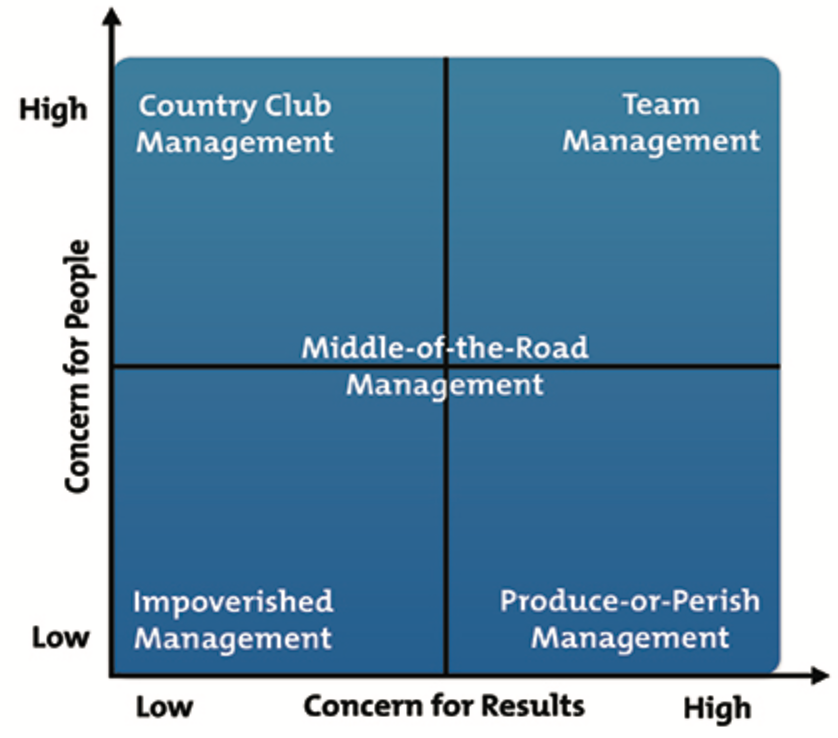 High
Country Club
Management
Team
Management
Concern for People
Middle-of-the-Road
Management
Impoverished
Management
Produce-or-Perish
Management
Low
Low
Concern for Results
High